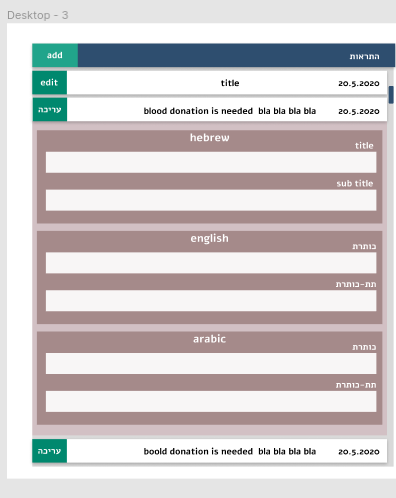 Desktop - 3
add התראות
edit title 20.5.2020
עריכה blood donation is needed bla bla bla bla 20.5.2020
hebrew
title
sub title
english
כותרת
תת-כותרת
arabic
כותרת
תת-כותרת
עריכה boold donation is needed bla bla bla bla 20.5.2020